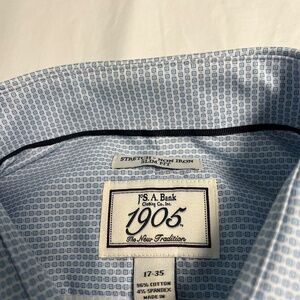 STRETCH • NON IRON
SLIM FIT
JoS. A. Bank
Clothiy Co., Inc.
1905
The New Tradition
17-35
96% COTTON
4% SPANDEX
MADE IN